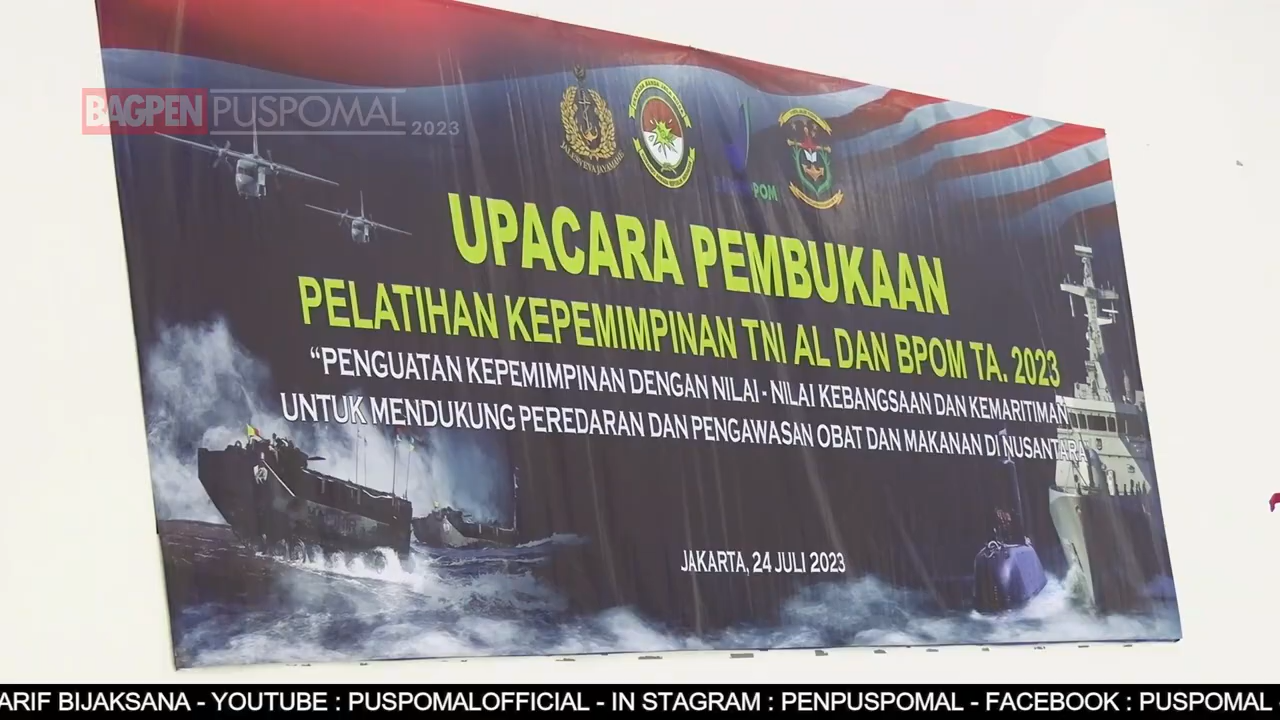 BAGPEN PUSPOMAL 2023
POM
UPACARA PEMBUKAAN
PELATIHAN KEPEMIMPINAN TNI AL DAN BPOM TA. 2023
“PENGUATAN KEPEMIMPINAN DENGAN NILAI - NILAI KEBANGSAAN DAN KEMARITIMAN
UNTUK MENDUKUNG PEREDARAN DAN PENGAWASAN OBAT DAN MAKANAN DI NUSANTARA
JAKARTA, 24 JULI 2023
ARIF BIJAKSANA - YOUTUBE : PUSPOMALOFFICIAL - IN STAGRAM : PENPUSPOMAL - FACEBOOK : PUSPOMAL